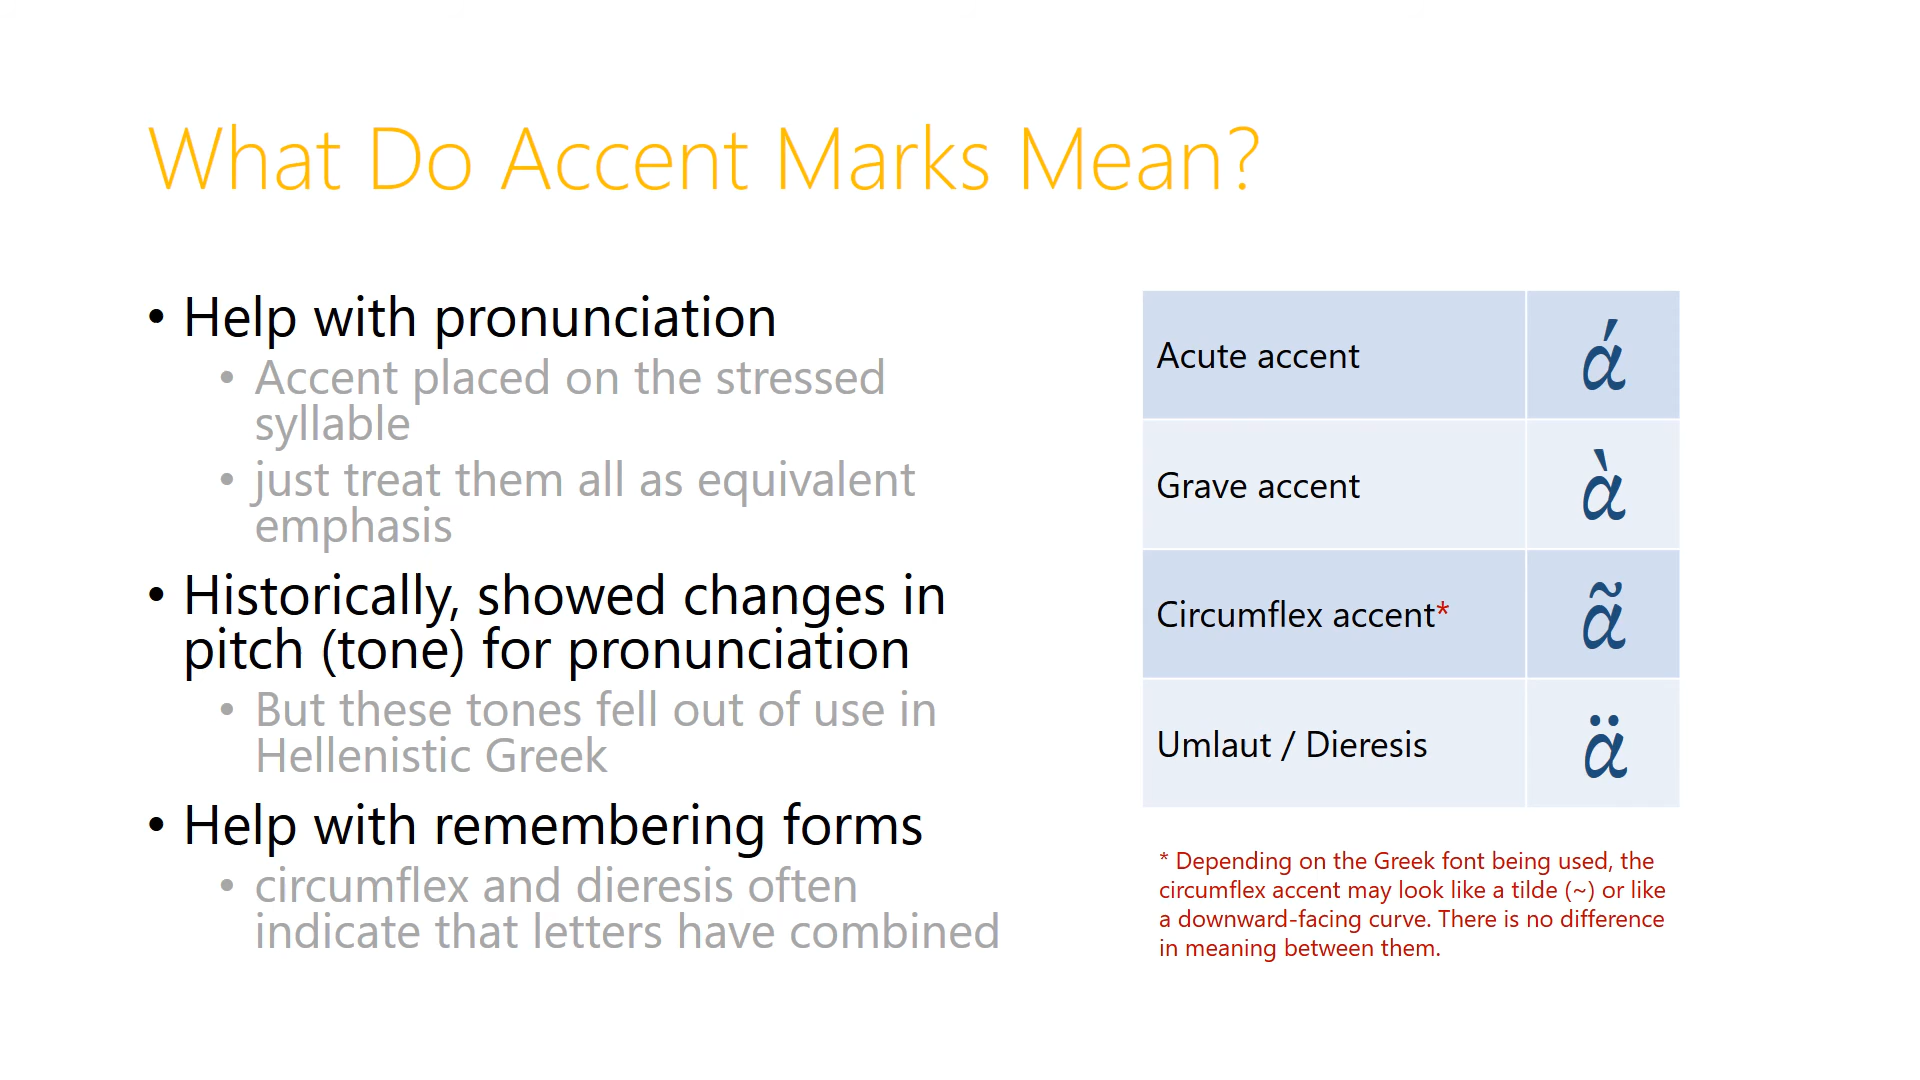 What Do Accent Marks Mean?
• Help with pronunciation
• Accent placed on the stressed
syllable
• just treat them all as equivalent
emphasis
• Historically, showed changes in
pitch (tone) for pronunciation
• But these tones fell out of use in
Hellenistic Greek
• Help with remembering forms
• circumflex and dieresis often
indicate that letters have combined
Acute accent ά
Grave accent ὰ
Circumflex accent* ᾶ
Umlaut / Dieresis α̈
* Depending on the Greek font being used, the
circumflex accent may look like a tilde (~) or like
a downward-facing curve. There is no difference
in meaning between them.